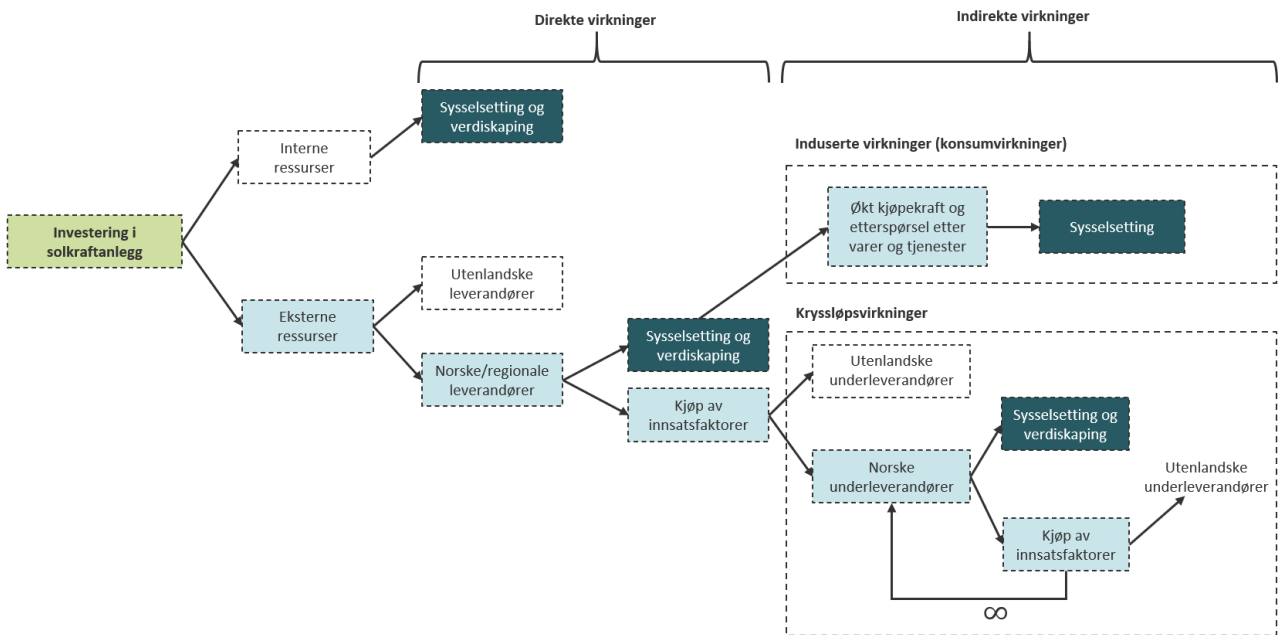 Direkte virkninger
Indirekte virkninger
Sysselsetting og
verdiskaping
Interne
ressurser
Investering i
solkraftanlegg
Eksterne
ressurser
Utenlandske
leverandører
Norske/regionale
leverandører
Sysselsetting og
verdiskaping
Kjøp av
innsatsfaktorer
Induserte virkninger (konsumvirkninger)
Økt kjøpekraft og
etterspørsel etter
varer og tjenester
Sysselsetting
Kryssløpsvirkninger
Utenlandske
underleverandører
Norske
underleverandører
Sysselsetting og
verdiskaping
Kjøp av
innsatsfaktorer
Utenlandske
underleverandører
∞